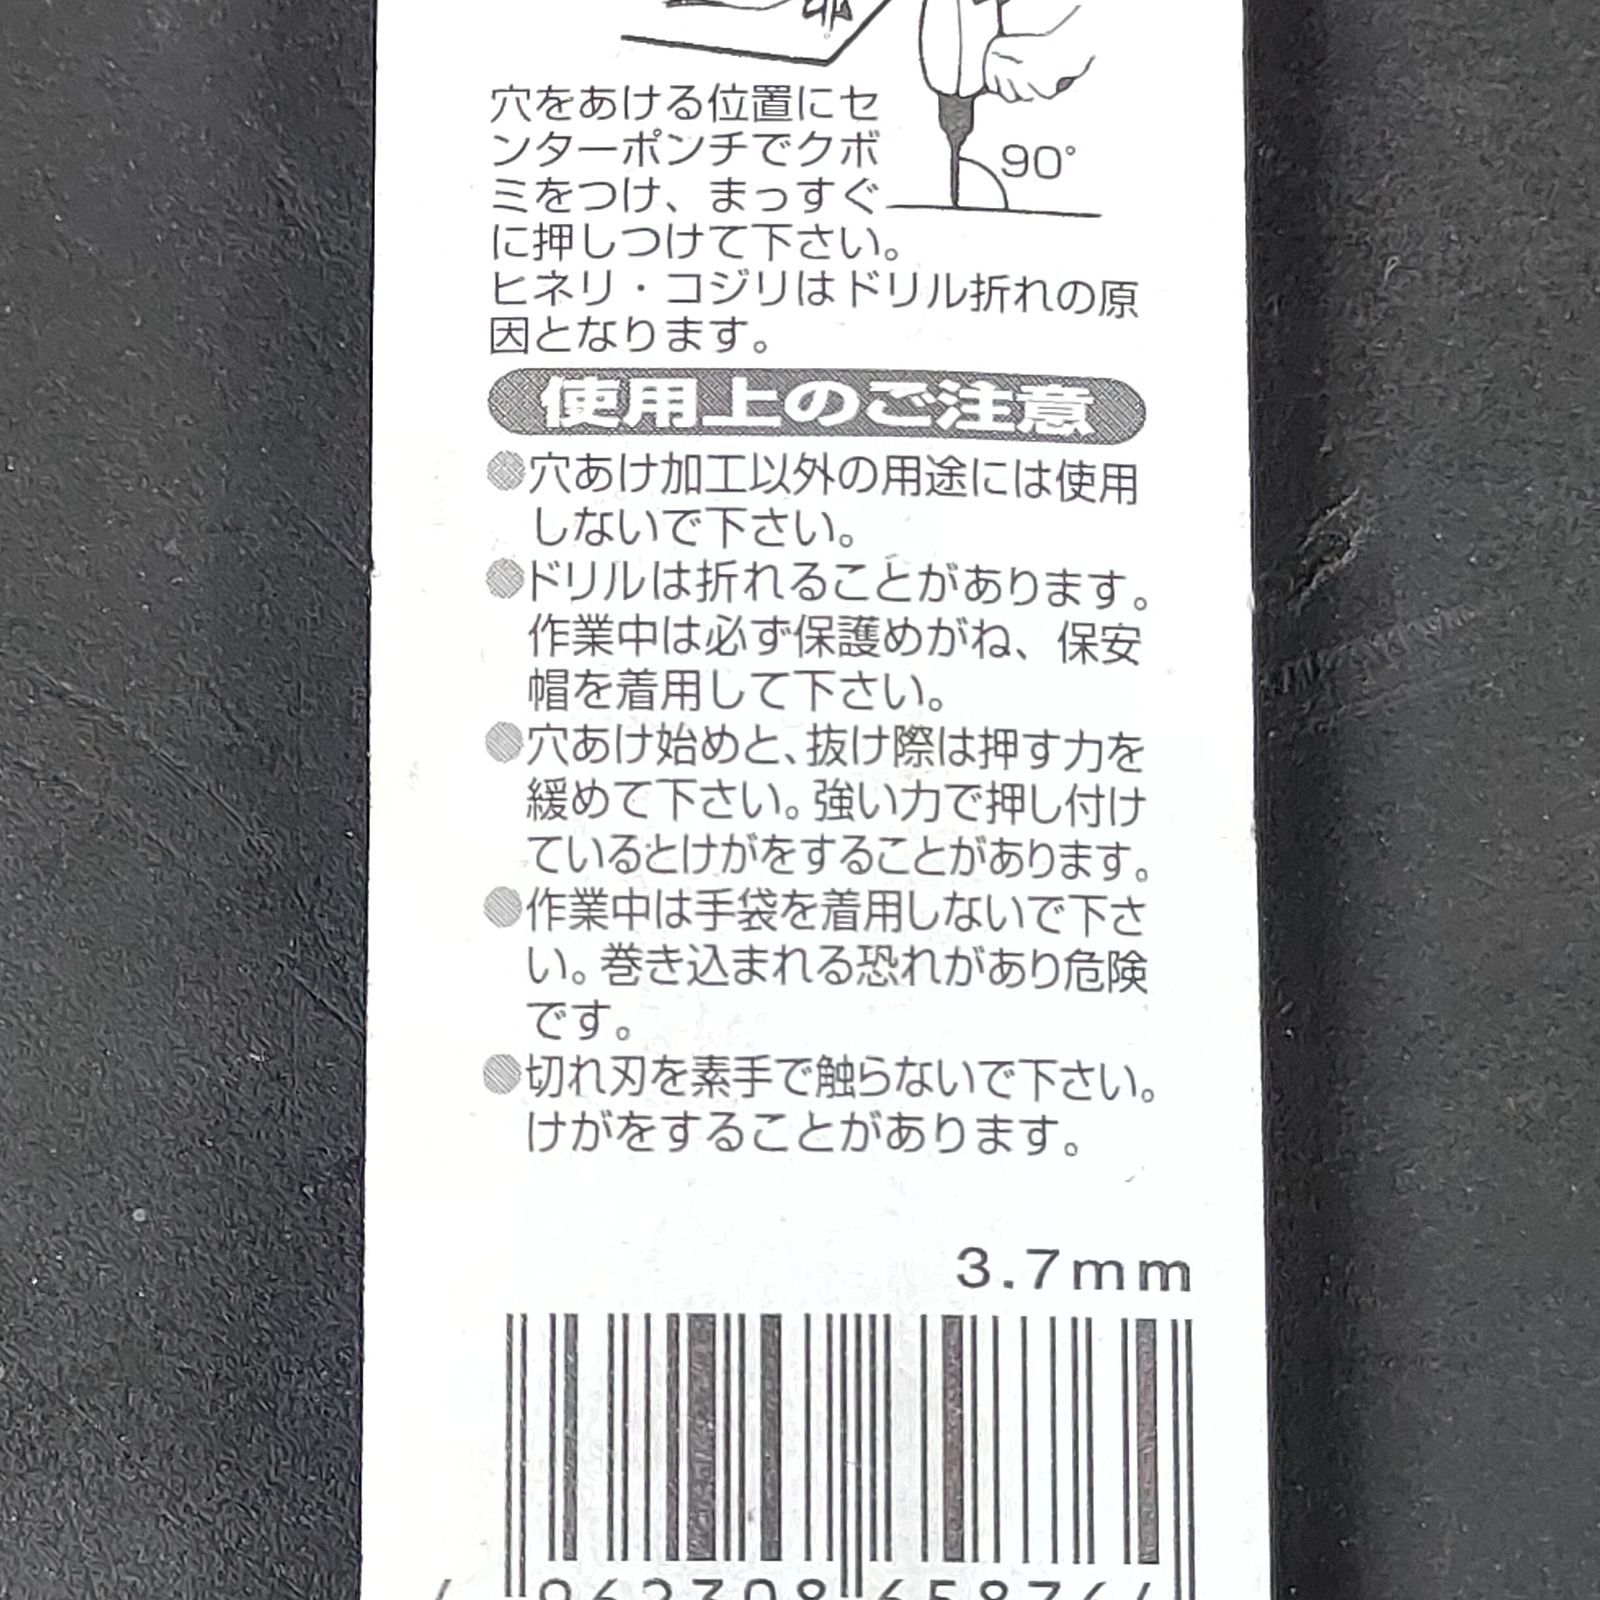 穴をあける位置にセ
ンターポンチでクボ
ミをつけ、まっすぐ
に押しつけて下さい。
90°
ヒネリ・コジリはドリル折れの原
因となります。
使用上のご注意
●穴あけ加工以外の用途には使用
しないで下さい。
●ドリルは折れることがあります。
作業中は必ず保護めがね、保安
帽を着用して下さい。
●穴あけ始めと、抜け際は押す力を
緩めて下さい。強い力で押し付け
ているとけがをすることがあります。
●作業中は手袋を着用しないで下さ
い。巻き込まれる恐れがあり危険
です。
●切れ刃を素手で触らないで下さい。
けがをすることがあります。
3.7mm